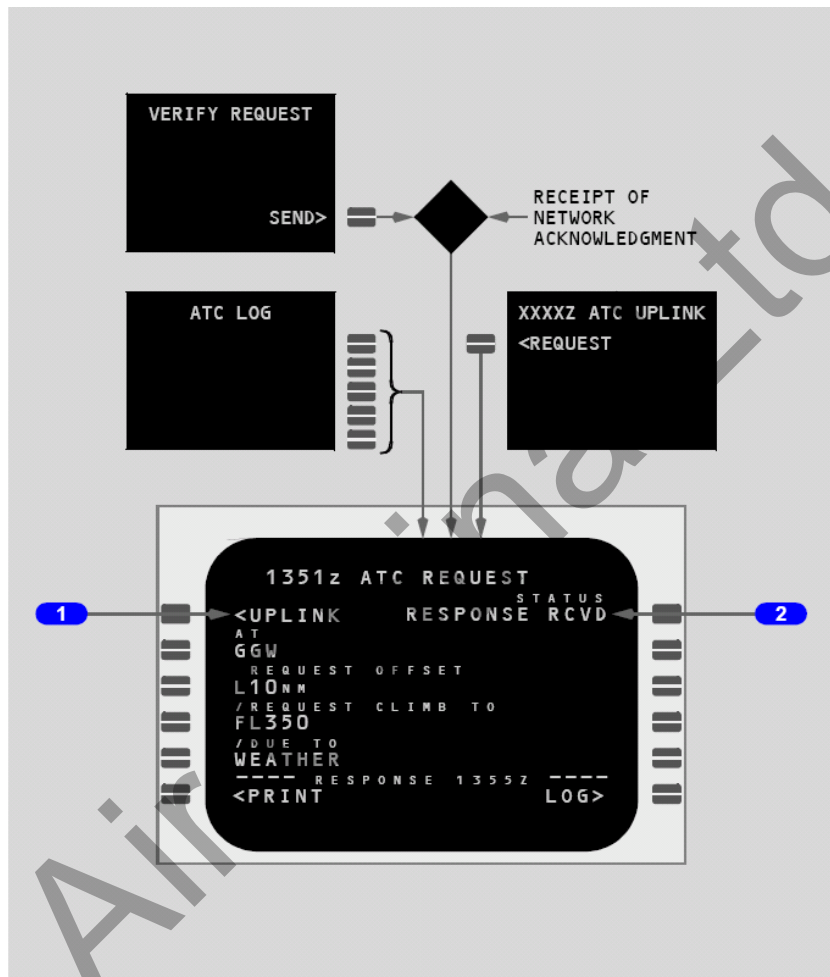 VERIFY REQUEST
SEND>
RECEIPT OF
NETWORK
ACKNOWLEDGMENT
ATC LOG
XXXXZ ATC UPLINK
<REQUEST
1351z ATC REQUEST
STATUS
<UPLINK RESPONSE RCVD
AT
GGW
REQUEST OFFSET
L10NM
/REQUEST CLIMB TO
FL350
/DUE TO
WEATHER
---- RESPONSE 1355Z ----
<PRINT LOG>
1
2
Air Ltd